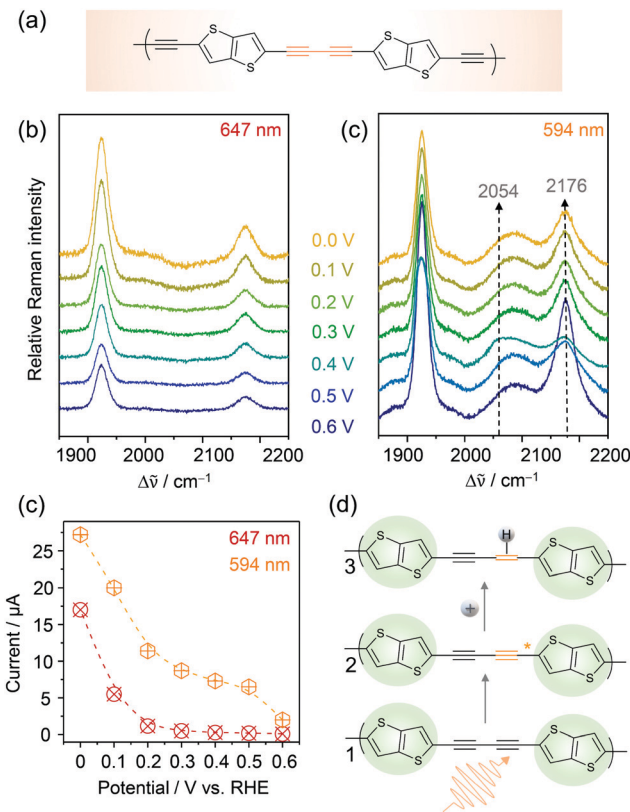 (a)
S
S
S
S
(b)
647 nm
Relative Raman intensity
1900
2000
2100
2200
Δν̃ / cm⁻¹
0.0 V
0.1 V
0.2 V
0.3 V
0.4 V
0.5 V
0.6 V
(c)
594 nm
2054
2176
1900
2000
2100
2200
Δν̃ / cm⁻¹
(c)
647 nm
594 nm
Current / µA
25
20
15
10
5
0
0
0.1
0.2
0.3
0.4
0.5
0.6
Potential / V vs. RHE
(d)
H
S
S
S
S
3
+
*
S
S
S
S
2
S
S
S
S
1